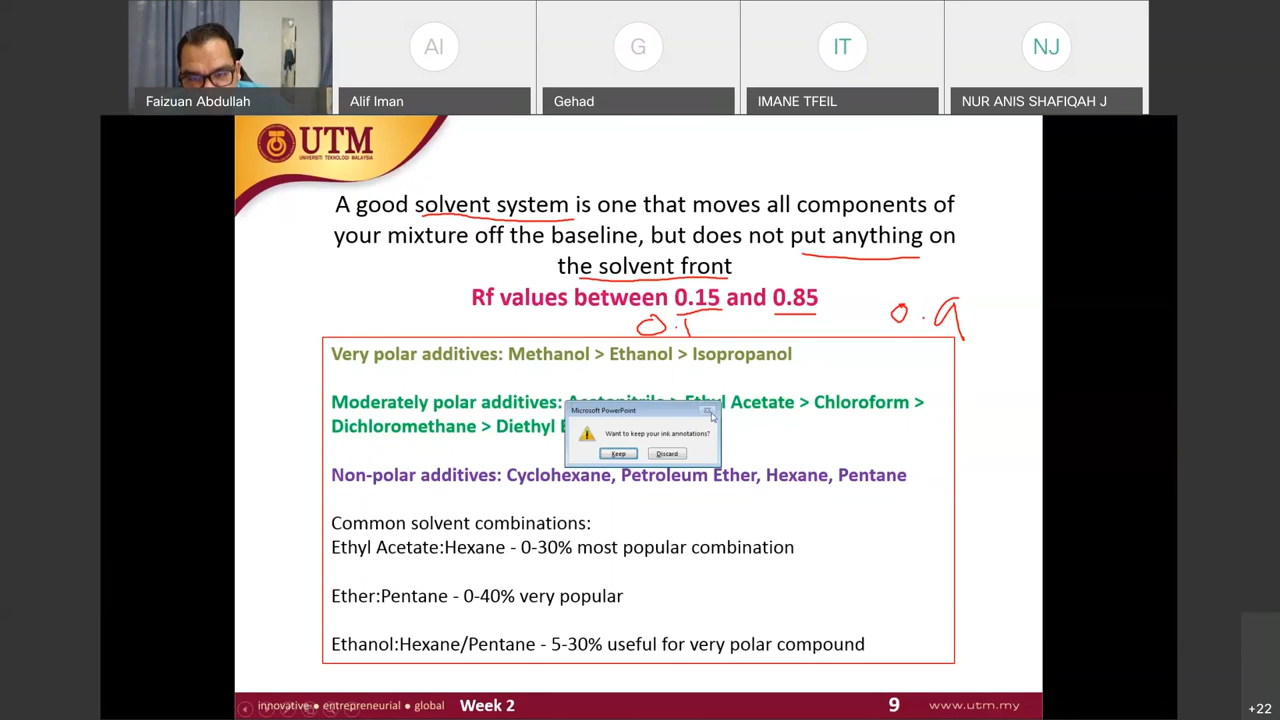 AI
G
IT
NJ
Faizuan Abdullah
Alif Iman
Gehad
IMANE TFEIL
NUR ANIS SHAFIQAH J
UTM
UNIVERSITI TEKNOLOGI MALAYSIA
A good solvent system is one that moves all components of
your mixture off the baseline, but does not put anything on
the solvent front
Rf values between 0.15 and 0.85
0.1
0.9
Very polar additives: Methanol > Ethanol > Isopropanol
Moderately polar additives: Acetonitrile > Ethyl Acetate > Chloroform >
Dichloromethane > Diethyl
Microsoft PowerPoint
Want to keep your ink annotations?
Keep
Discard
Non-polar additives: Cyclohexane, Petroleum Ether, Hexane, Pentane
Common solvent combinations:
Ethyl Acetate:Hexane - 0-30% most popular combination
Ether:Pentane - 0-40% very popular
Ethanol:Hexane/Pentane - 5-30% useful for very polar compound
innovative ● entrepreneurial ● global
Week 2
9
www.utm.my
+22